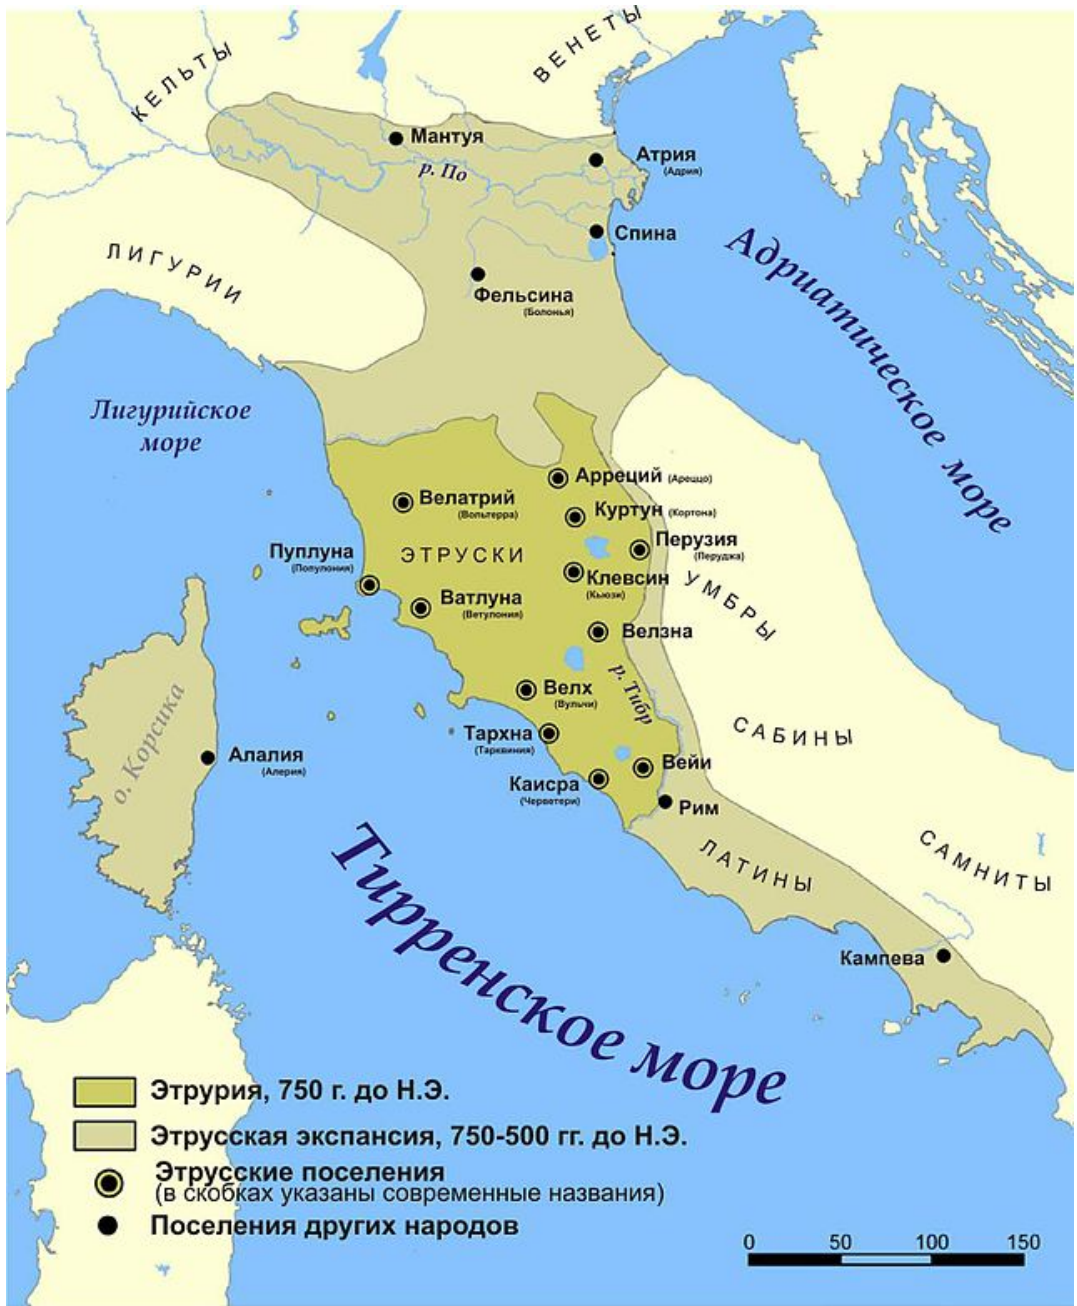 КЕЛЬТЫ
ВЕНЕТЫ
Мантуя
р. По
Атрия
(Адрия)
Спина
ЛИГУРИИ
Фельсина
(Болонья)
Адриатическое море
Лигурийское
море
Арреций (Ареццо)
Велатрий
(Вольтерра)
Куртун (Кортона)
Перузия
(Перуджа)
Пуплуна
(Популония)
ЭТРУСКИ
Клевсин
(Кьюзи)
УМБРЫ
Ватлуна
(Ветулония)
Велзна
р. Тибр
Велх
(Вульчи)
о. Корсика
Алалия
(Алерия)
Тархна
(Тарквиния)
САБИНЫ
Вейи
Каисра
(Черветери)
Рим
ЛАТИНЫ
САМНИТЫ
Кампева
Тирренское море
Этрурия, 750 г. до Н.Э.
Этрусская экспансия, 750-500 гг. до Н.Э.
Этрусские поселения
(в скобках указаны современные названия)
Поселения других народов
0 50 100 150